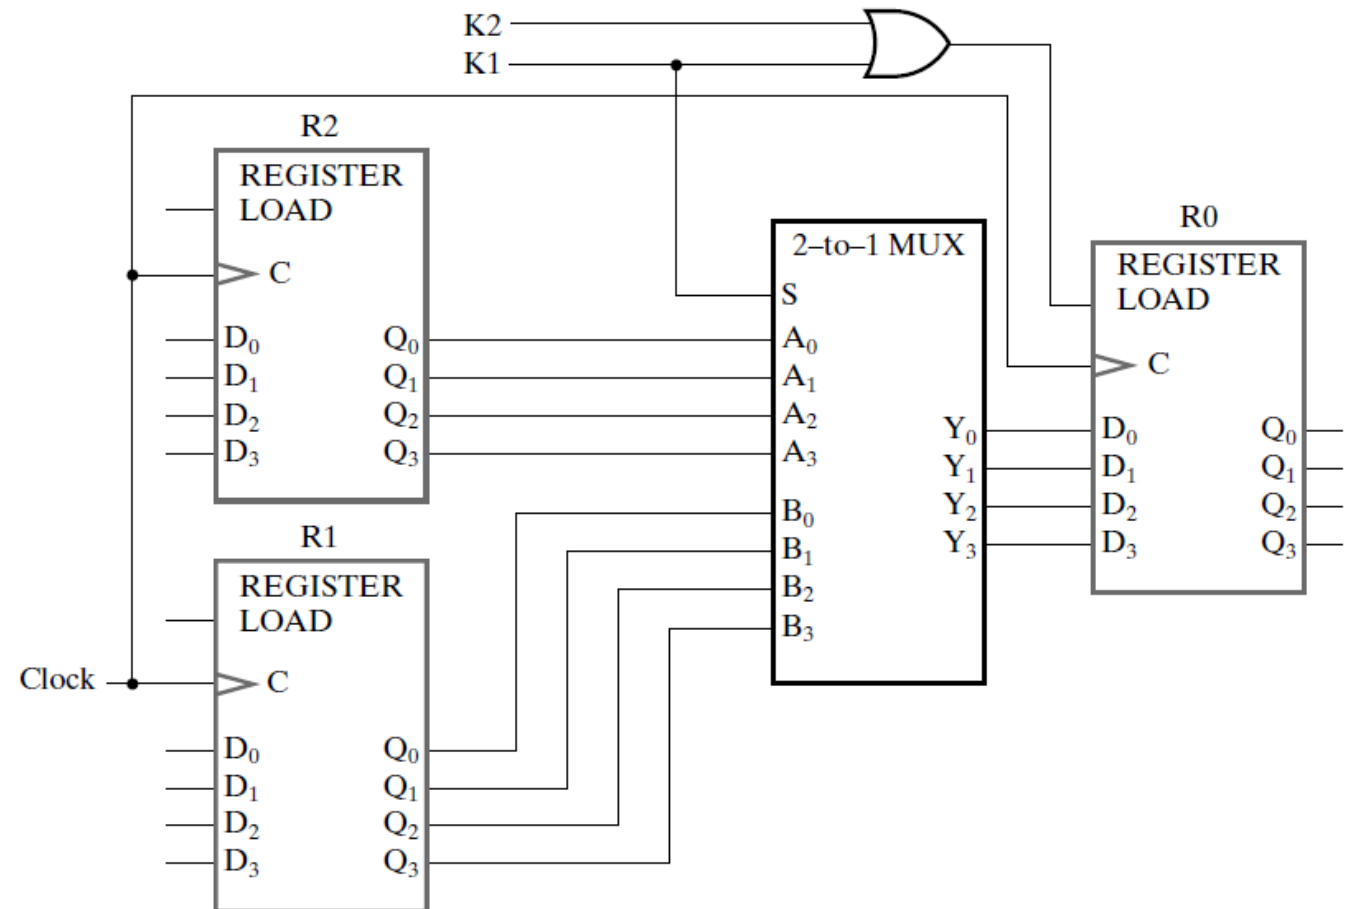 K2
K1
R2
REGISTER
LOAD
C
D₀ Q₀
D₁ Q₁
D₂ Q₂
D₃ Q₃
R1
REGISTER
LOAD
Clock
C
D₀ Q₀
D₁ Q₁
D₂ Q₂
D₃ Q₃
2–to–1 MUX
S
A₀
A₁
A₂
A₃
B₀
B₁
B₂
B₃
Y₀
Y₁
Y₂
Y₃
R0
REGISTER
LOAD
C
D₀ Q₀
D₁ Q₁
D₂ Q₂
D₃ Q₃